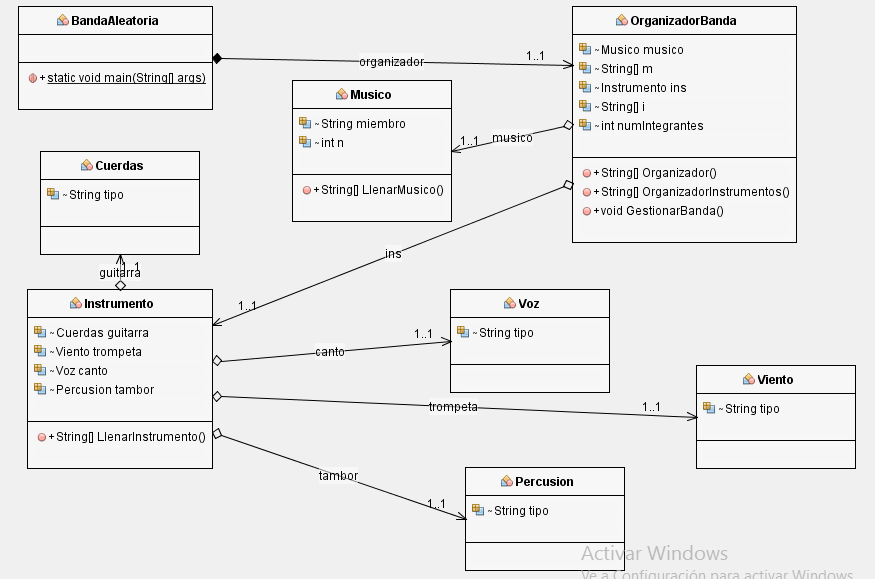 BandaAleatoria
+ static void main(String[] args)
organizador
1..1
OrganizadorBanda
~ Musico musico
~ String[] m
~ Instrumento ins
~ String[] i
~ int numIntegrantes
+ String[] Organizador()
+ String[] OrganizadorInstrumentos()
+ void GestionarBanda()
Musico
~ String miembro
~ int n
+ String[] LlenarMusico()
1..1
musico
Cuerdas
~ String tipo
1..1
guitarra
ins
1..1
Instrumento
~ Cuerdas guitarra
~ Viento trompeta
~ Voz canto
~ Percusion tambor
+ String[] LlenarInstrumento()
canto
1..1
Voz
~ String tipo
trompeta
1..1
Viento
~ String tipo
tambor
1..1
Percusion
~ String tipo
Activar Windows
Ve a Configuración para activar Windows.